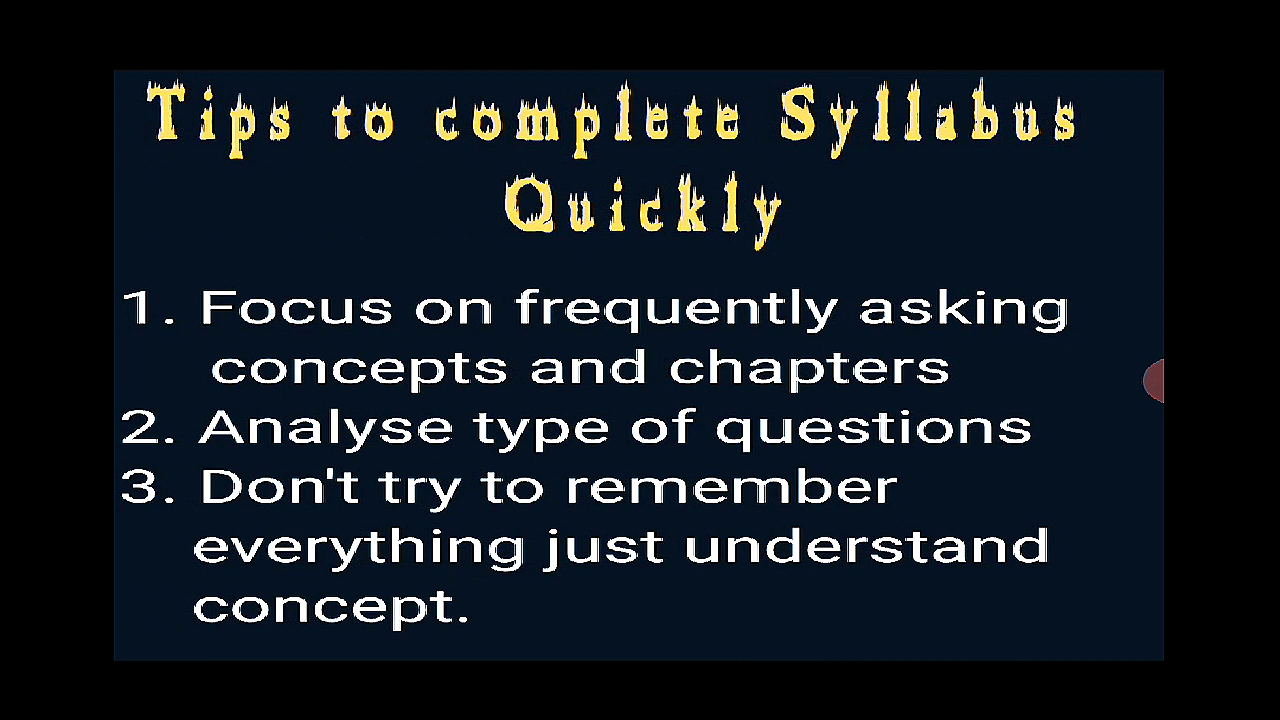 Tips to complete Syllabus
Quickly
1. Focus on frequently asking
concepts and chapters
2. Analyse type of questions
3. Don't try to remember
everything just understand
concept.